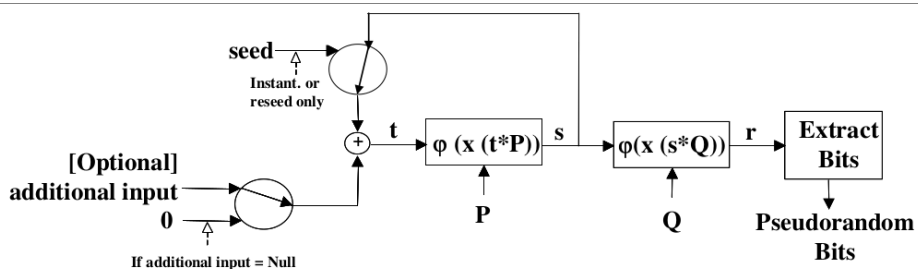 seed
Instant. or
reseed only
[Optional]
additional input
0
If additional input = Null
+
t
φ (x (t*P))
P
s
φ(x (s*Q))
Q
r
Extract
Bits
Pseudorandom
Bits